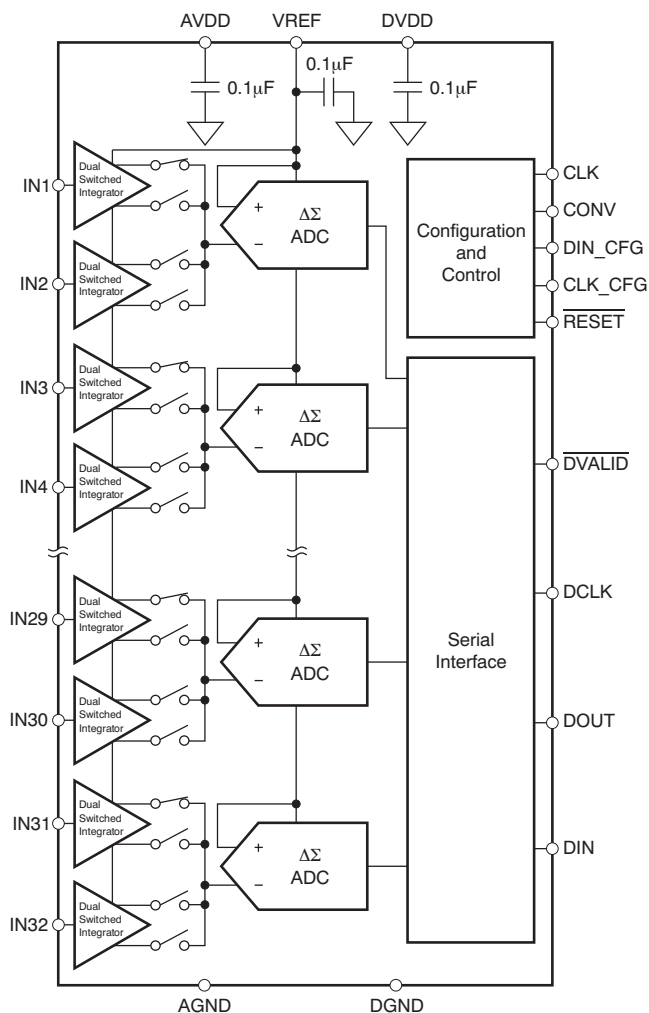 AVDD
VREF
DVDD
0.1µF
0.1µF
0.1µF
Dual
Switched
Integrator
IN1
+
−
ΔΣ
ADC
Dual
Switched
Integrator
IN2
Configuration
and
Control
CLK
CONV
DIN_CFG
CLK_CFG
RESET
Dual
Switched
Integrator
IN3
+
−
ΔΣ
ADC
Dual
Switched
Integrator
IN4
DVALID
Dual
Switched
Integrator
IN29
+
−
ΔΣ
ADC
Dual
Switched
Integrator
IN30
Serial
Interface
DCLK
DOUT
DIN
Dual
Switched
Integrator
IN31
+
−
ΔΣ
ADC
Dual
Switched
Integrator
IN32
AGND
DGND